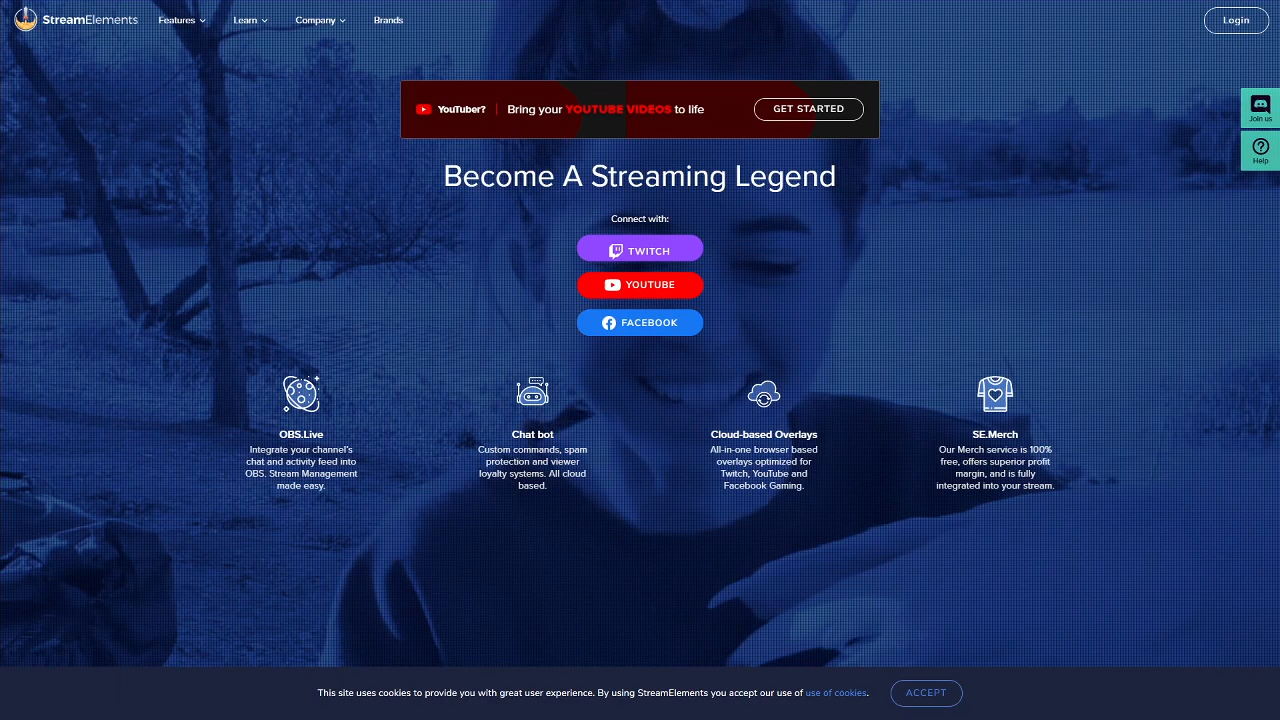 StreamElements
Features
Learn
Company
Brands
Login
YouTuber?
Bring your YOUTUBE VIDEOS to life
GET STARTED
Join us
Help
Become A Streaming Legend
Connect with:
TWITCH
YOUTUBE
FACEBOOK
OBS.Live
Integrate your channel's
chat and activity feed into
OBS. Stream Management
made easy.
Chat bot
Custom commands, spam
protection and viewer
loyalty systems. All cloud
based.
Cloud-based Overlays
All-in-one browser based
overlays optimized for
Twitch, YouTube and
Facebook Gaming.
SE.Merch
Our Merch service is 100%
free, offers superior profit
margin, and is fully
integrated into your stream.
This site uses cookies to provide you with great user experience. By using StreamElements you accept our use of use of cookies.
ACCEPT